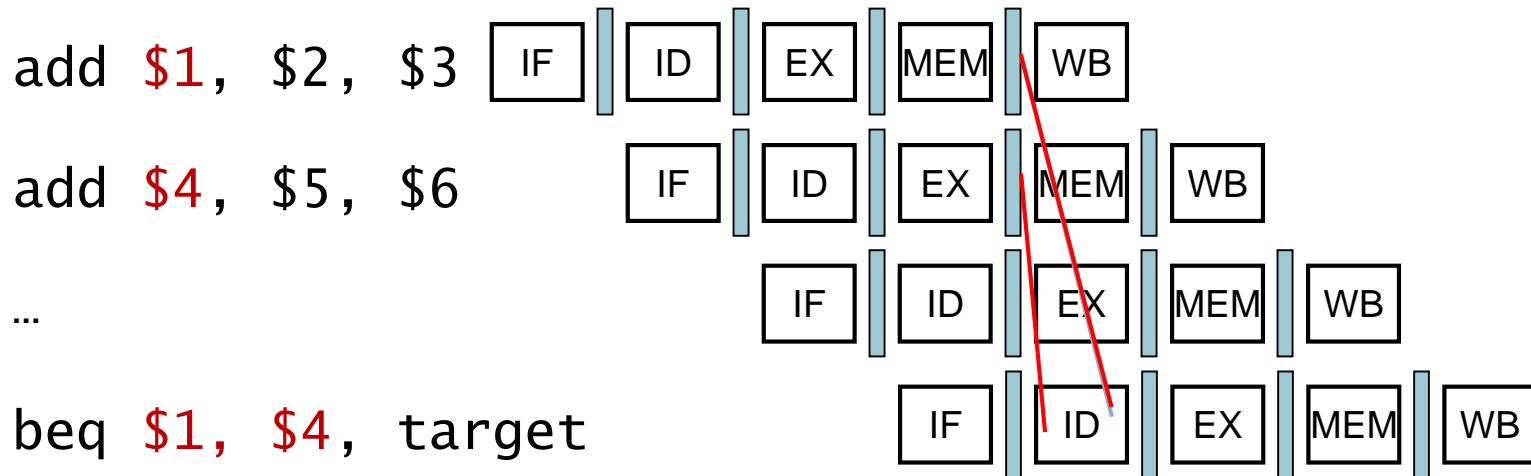 add $1, $2, $3 IF ID EX MEM WB
add $4, $5, $6 IF ID EX MEM WB
… IF ID EX MEM WB
beq $1, $4, target IF ID EX MEM WB